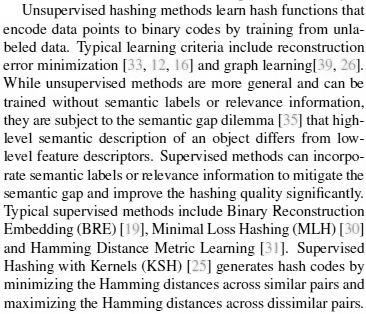 Unsupervised hashing methods learn hash functions that
encode data points to binary codes by training from unla-
beled data. Typical learning criteria include reconstruction
error minimization [33, 12, 16] and graph learning[39, 26].
While unsupervised methods are more general and can be
trained without semantic labels or relevance information,
they are subject to the semantic gap dilemma [35] that high-
level semantic description of an object differs from low-
level feature descriptors. Supervised methods can incorpo-
rate semantic labels or relevance information to mitigate the
semantic gap and improve the hashing quality significantly.
Typical supervised methods include Binary Reconstruction
Embedding (BRE) [19], Minimal Loss Hashing (MLH) [30]
and Hamming Distance Metric Learning [31]. Supervised
Hashing with Kernels (KSH) [25] generates hash codes by
minimizing the Hamming distances across similar pairs and
maximizing the Hamming distances across dissimilar pairs.